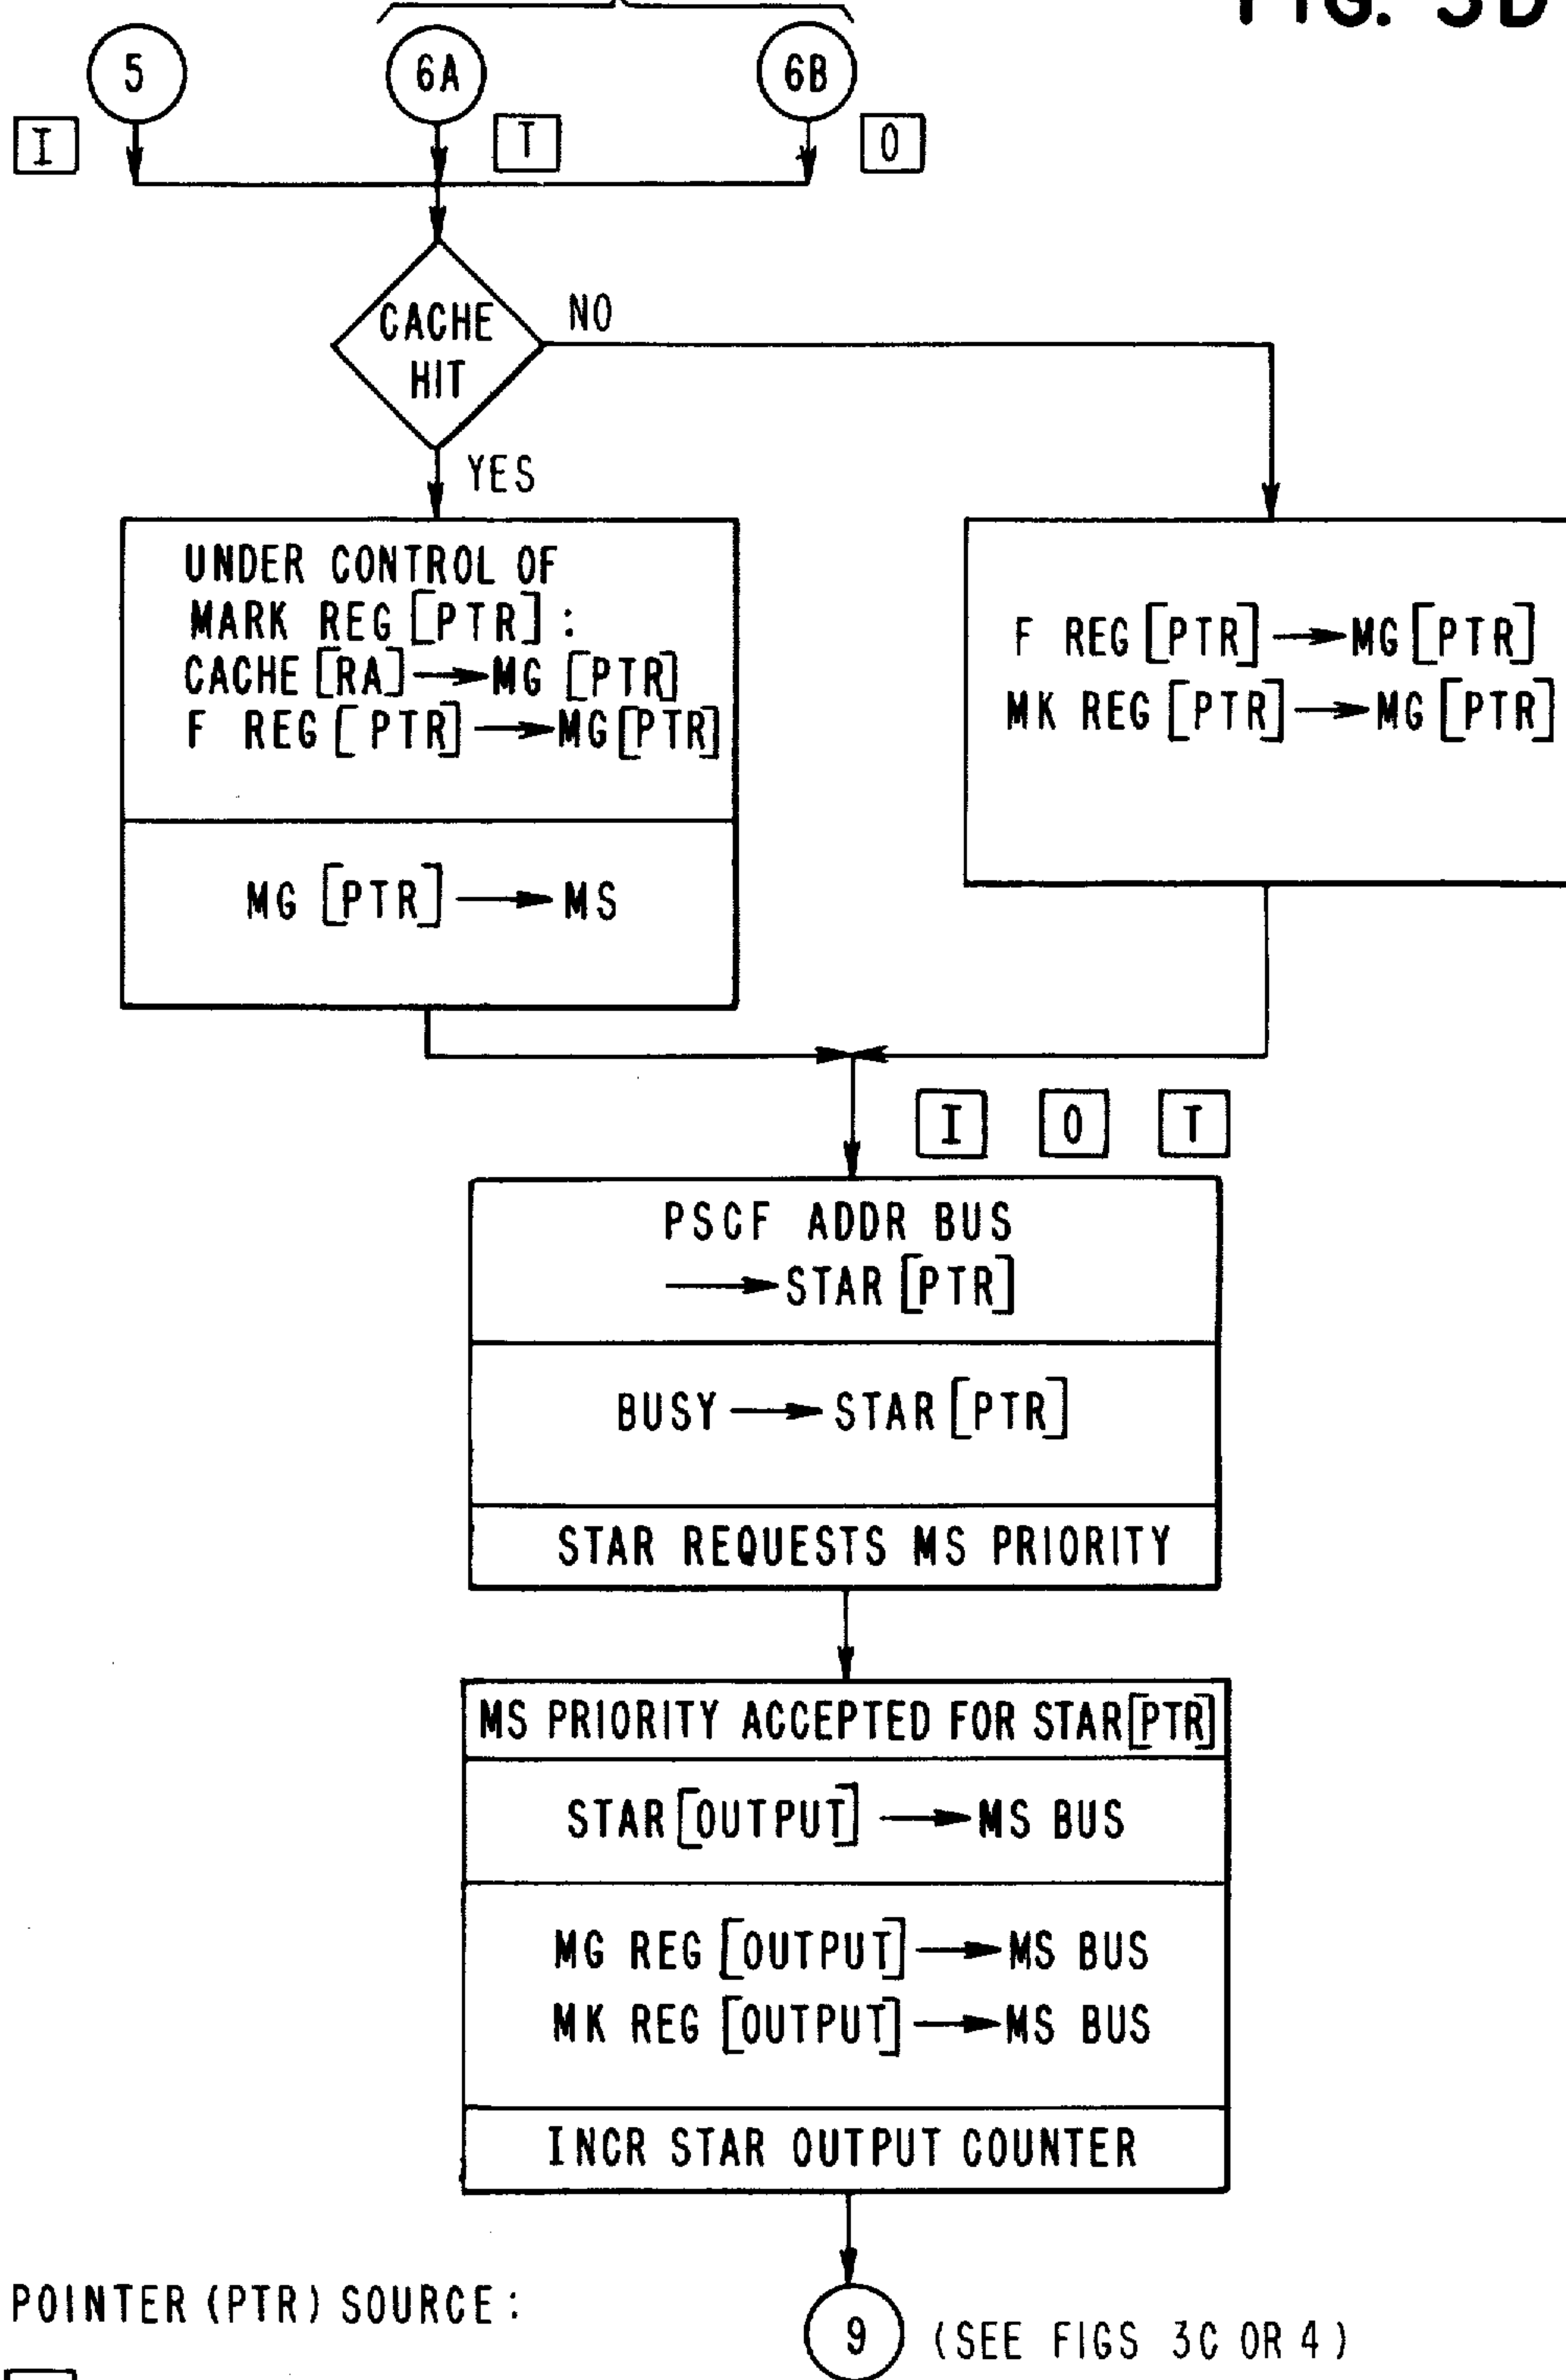 FIG. 3D
5
6A
6B
I
T
O
CACHE
HIT
NO
YES
UNDER CONTROL OF
MARK REG [PTR] :
CACHE [RA] → MG [PTR]
F REG [PTR] → MG [PTR]
MG [PTR] → MS
F REG [PTR] → MG [PTR]
MK REG [PTR] → MG [PTR]
I O T
PSCF ADDR BUS
→ STAR [PTR]
BUSY → STAR [PTR]
STAR REQUESTS MS PRIORITY
MS PRIORITY ACCEPTED FOR STAR [PTR]
STAR [OUTPUT] → MS BUS
MG REG [OUTPUT] → MS BUS
MK REG [OUTPUT] → MS BUS
INCR STAR OUTPUT COUNTER
POINTER (PTR) SOURCE :
9 (SEE FIGS 3C OR 4)